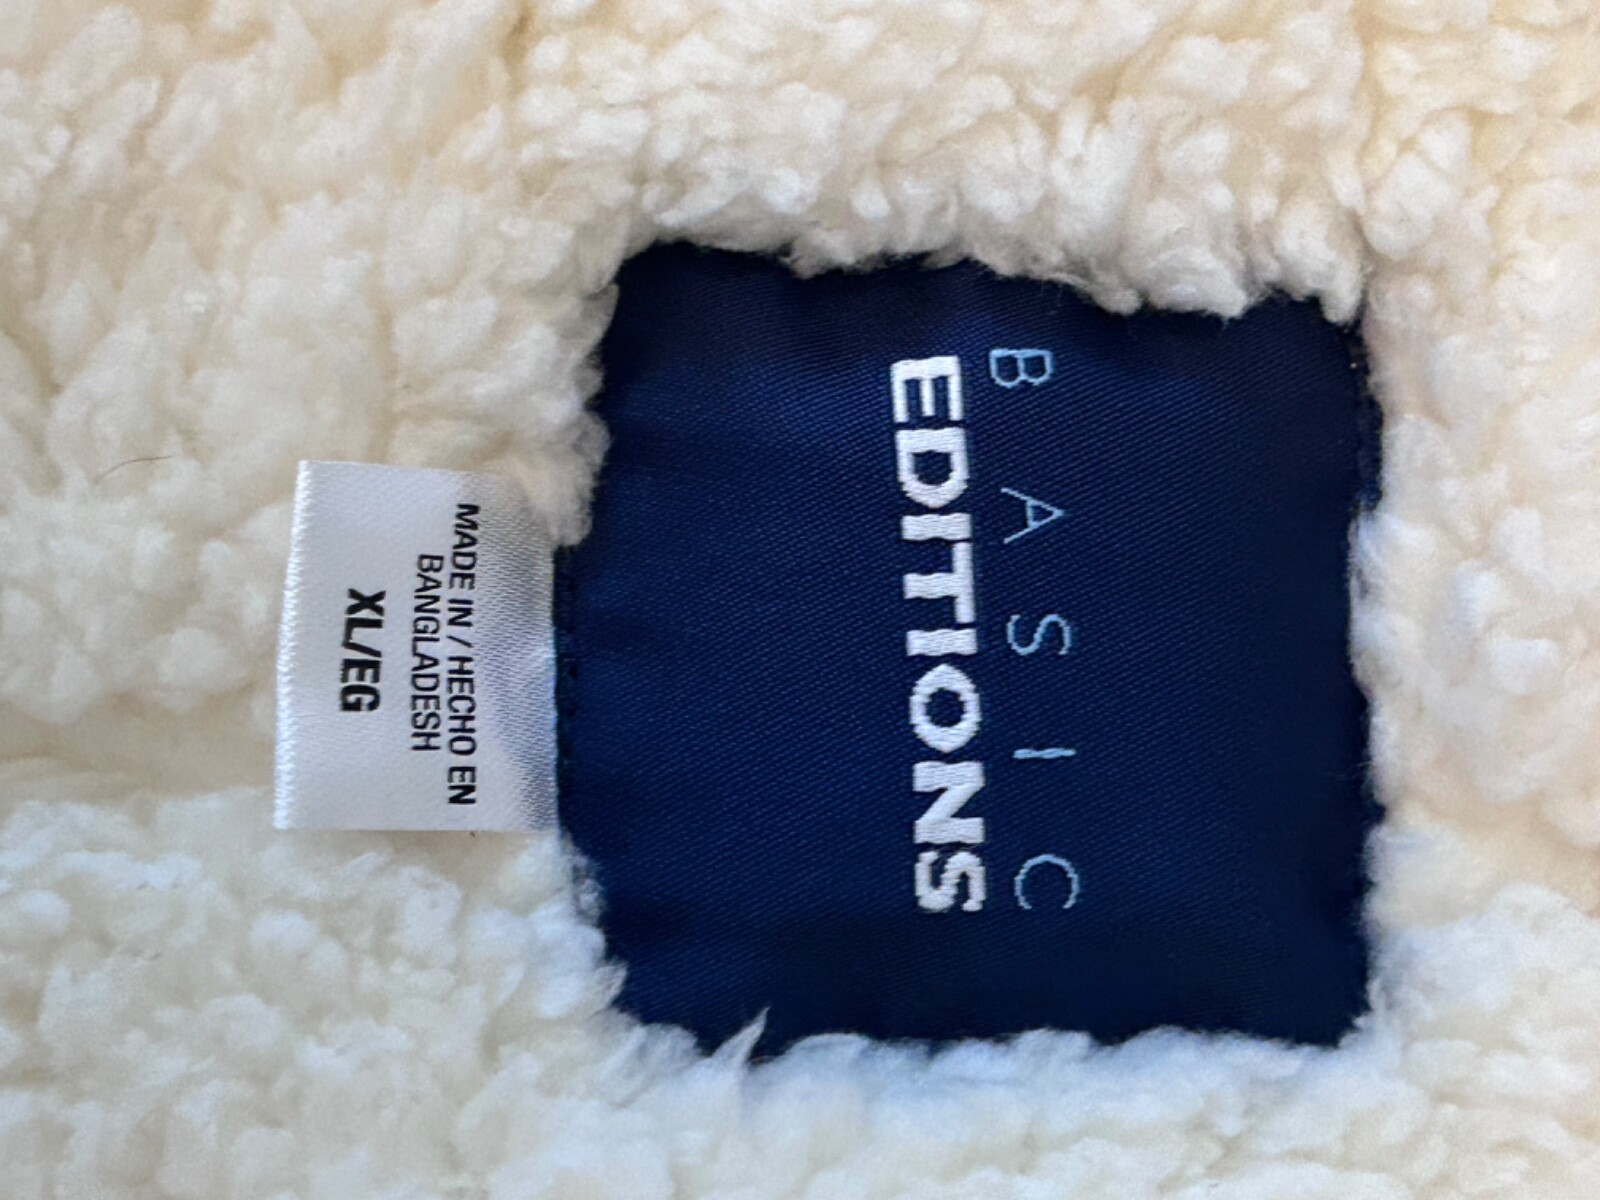 BASIC
EDITIONS
MADE IN / HECHO EN
BANGLADESH
XL/EG